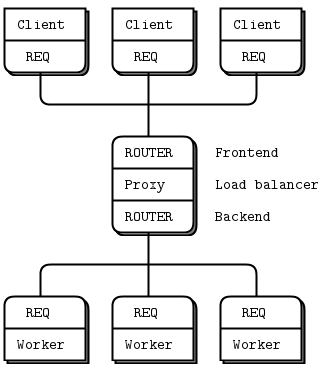 Client Client Client
REQ REQ REQ
ROUTER Frontend
Proxy Load balancer
ROUTER Backend
REQ REQ REQ
Worker Worker Worker